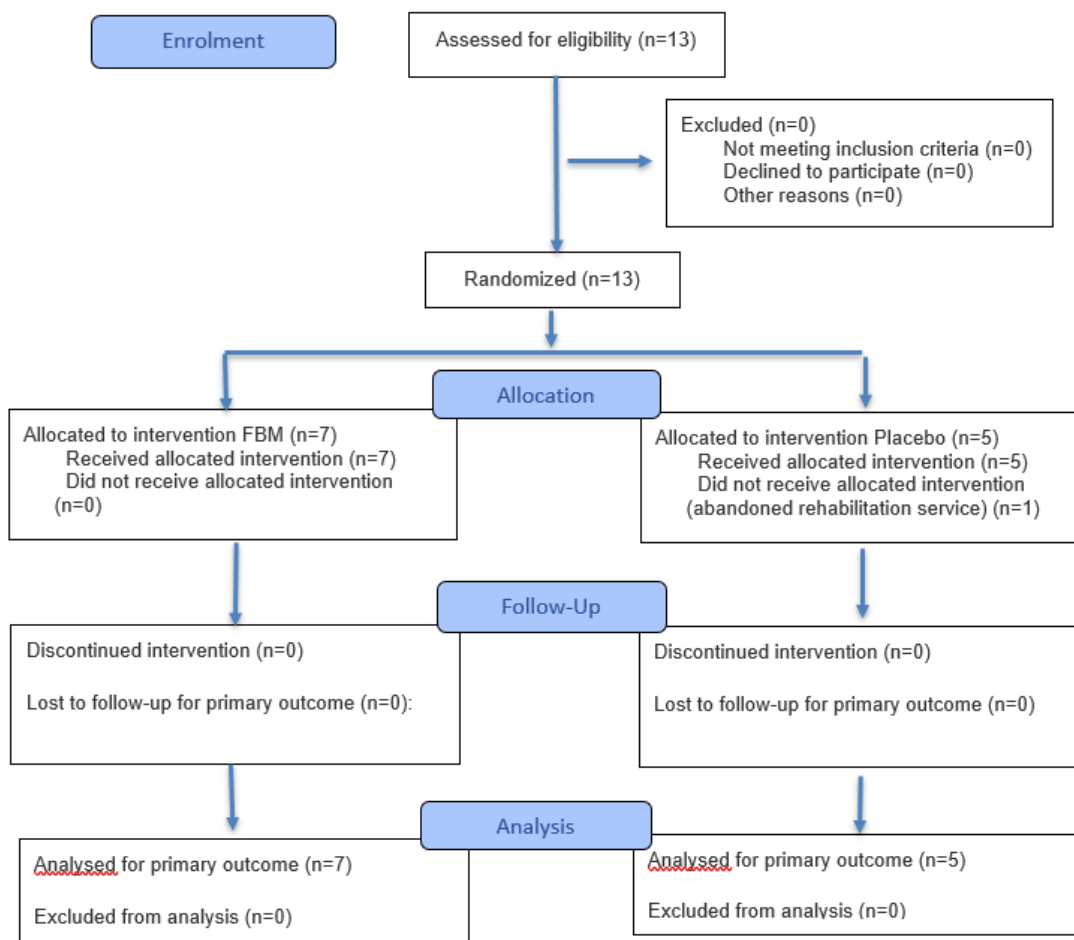 Enrolment
Assessed for eligibility (n=13)
Excluded (n=0)
Not meeting inclusion criteria (n=0)
Declined to participate (n=0)
Other reasons (n=0)
Randomized (n=13)
Allocation
Allocated to intervention FBM (n=7)
Received allocated intervention (n=7)
Did not receive allocated intervention
(n=0)
Allocated to intervention Placebo (n=5)
Received allocated intervention (n=5)
Did not receive allocated intervention
(abandoned rehabilitation service) (n=1)
Follow-Up
Discontinued intervention (n=0)
Lost to follow-up for primary outcome (n=0):
Discontinued intervention (n=0)
Lost to follow-up for primary outcome (n=0)
Analysis
Analysed for primary outcome (n=7)
Excluded from analysis (n=0)
Analysed for primary outcome (n=5)
Excluded from analysis (n=0)